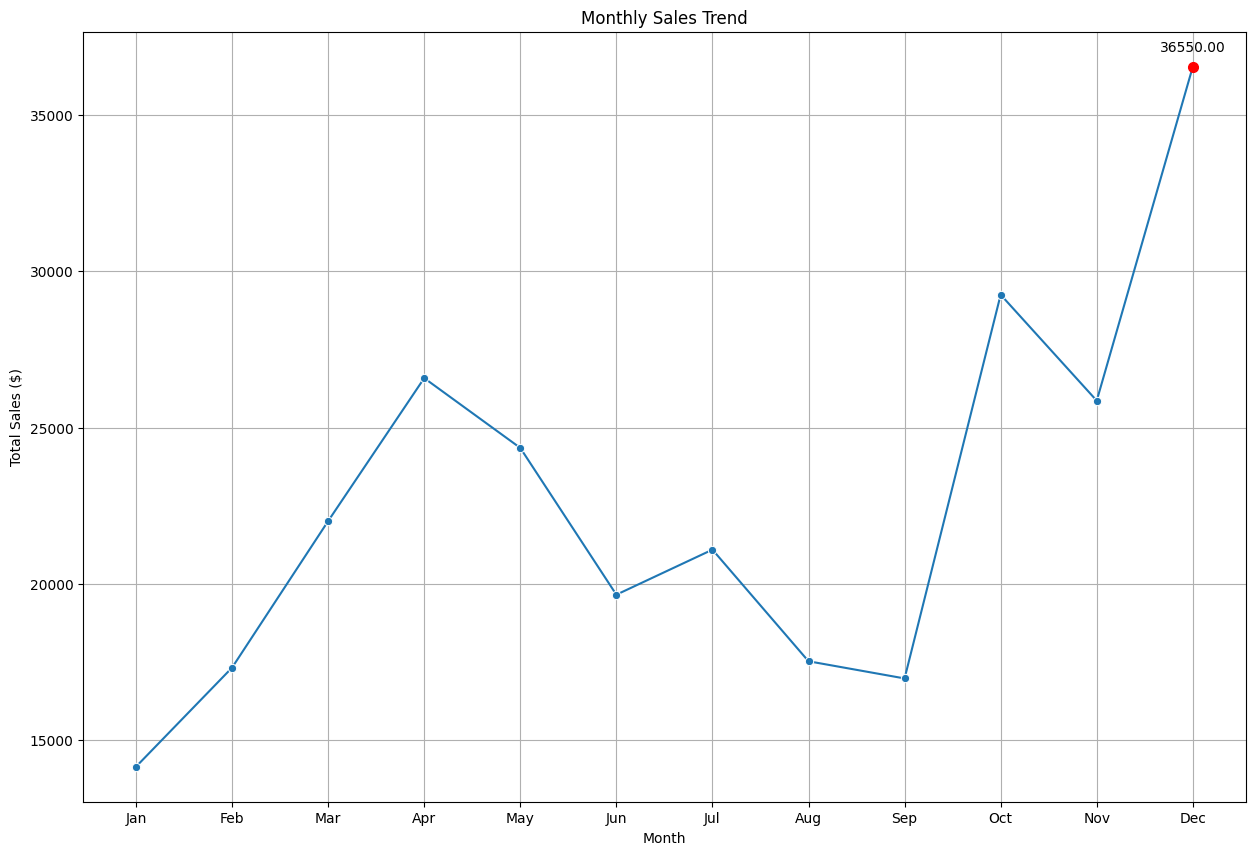 Monthly Sales Trend
36550.00
35000
30000
25000
20000
15000
Total Sales ($)
Jan Feb Mar Apr May Jun Jul Aug Sep Oct Nov Dec
Month